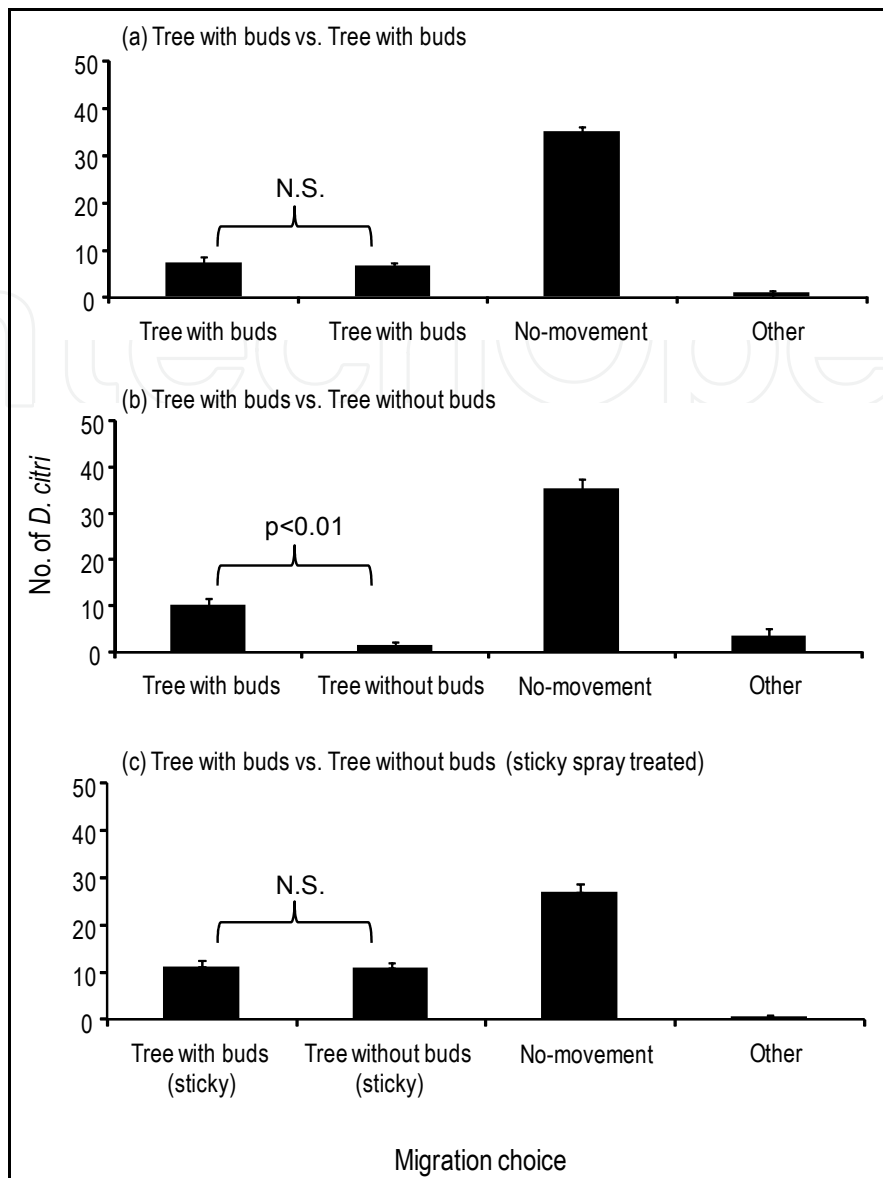 (a) Tree with buds vs. Tree with buds
50
40
30
20
10
0
N.S.
Tree with buds
Tree with buds
No-movement
Other
(b) Tree with buds vs. Tree without buds
50
40
30
20
10
0
p<0.01
Tree with buds
Tree without buds
No-movement
Other
No. of D. citri
(c) Tree with buds vs. Tree without buds (sticky spray treated)
50
40
30
20
10
0
N.S.
Tree with buds
(sticky)
Tree without buds
(sticky)
No-movement
Other
Migration choice